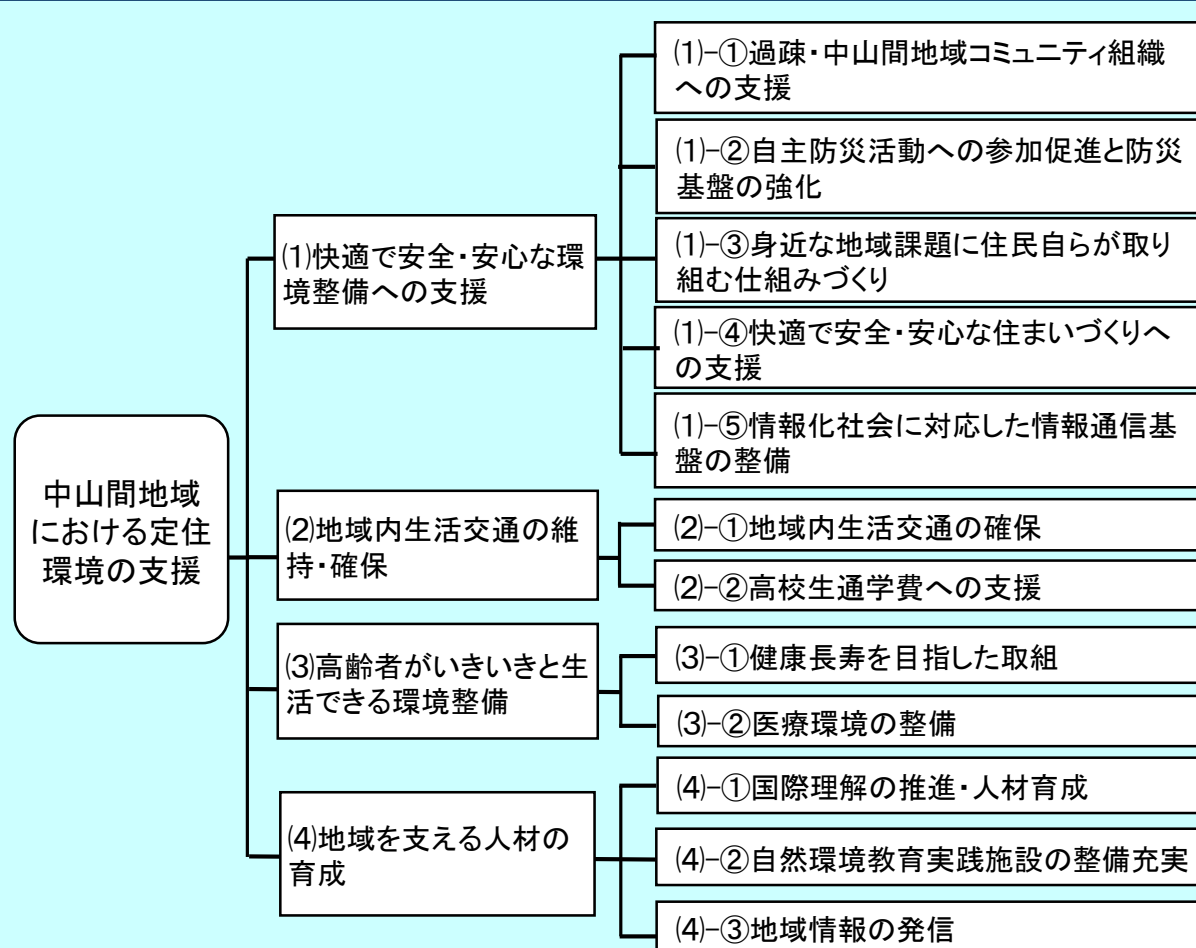 中山間地域
における定住
環境の支援
⑴快適で安全・安心な環
境整備への支援
⑴-①過疎・中山間地域コミュニティ組織
への支援
⑴-②自主防災活動への参加促進と防災
基盤の強化
⑴-③身近な地域課題に住民自らが取り
組む仕組みづくり
⑴-④快適で安全・安心な住まいづくりへ
の支援
⑴-⑤情報化社会に対応した情報通信基
盤の整備
⑵地域内生活交通の維
持・確保
⑵-①地域内生活交通の確保
⑵-②高校生通学費への支援
⑶高齢者がいきいきと生
活できる環境整備
⑶-①健康長寿を目指した取組
⑶-②医療環境の整備
⑷地域を支える人材の
育成
⑷-①国際理解の推進・人材育成
⑷-②自然環境教育実践施設の整備充実
⑷-③地域情報の発信